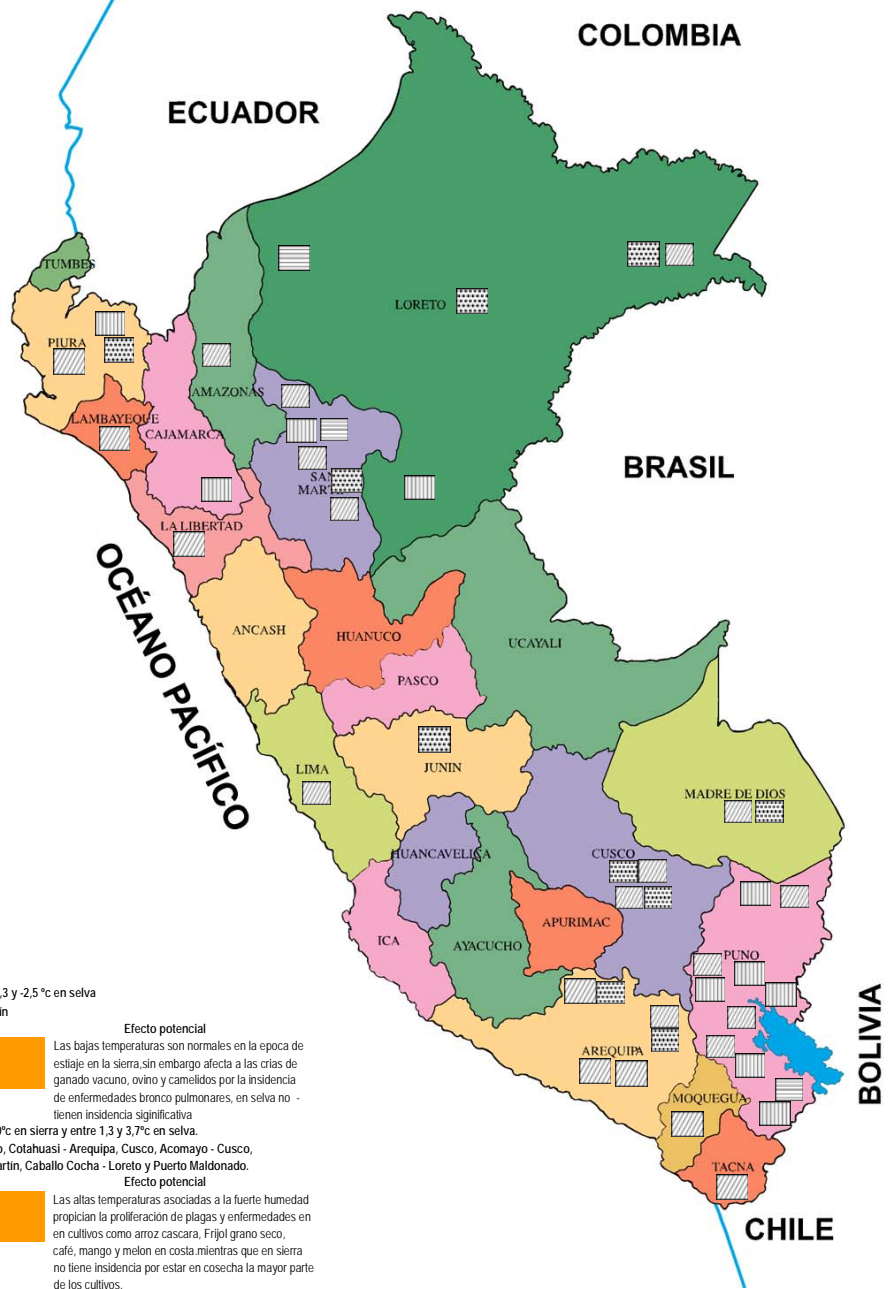 COLOMBIA
ECUADOR
TUMBES
LORETO
PIURA
AMAZONAS
LAMBAYEQUE
CAJAMARCA
BRASIL
SAN
MARTIN
LA LIBERTAD
OCÉANO PACÍFICO
ANCASH
HUANUCO
UCAYALI
PASCO
LIMA
JUNIN
MADRE DE DIOS
HUANCAVELICA
CUSCO
ICA
AYACUCHO
APURIMAC
PUNO
BOLIVIA
AREQUIPA
MOQUEGUA
TACNA
CHILE
,3 y -2,5 ºc en selva
ín
Efecto potencial
Las bajas temperaturas son normales en la epoca de
estiaje en la sierra,sin embargo afecta a las crias de
ganado vacuno, ovino y camelidos por la insidencia
de enfermedades bronco pulmonares, en selva no -
tienen insidencia siginificativa
ºc en sierra y entre 1,3 y 3,7ºc en selva.
o, Cotahuasi - Arequipa, Cusco, Acomayo - Cusco,
artín, Caballo Cocha - Loreto y Puerto Maldonado.
Efecto potencial
Las altas temperaturas asociadas a la fuerte humedad
propician la proliferación de plagas y enfermedades en
en cultivos como arroz cascara, Frijol grano seco,
café, mango y melon en costa.mientras que en sierra
no tiene insidencia por estar en cosecha la mayor parte
de los cultivos.